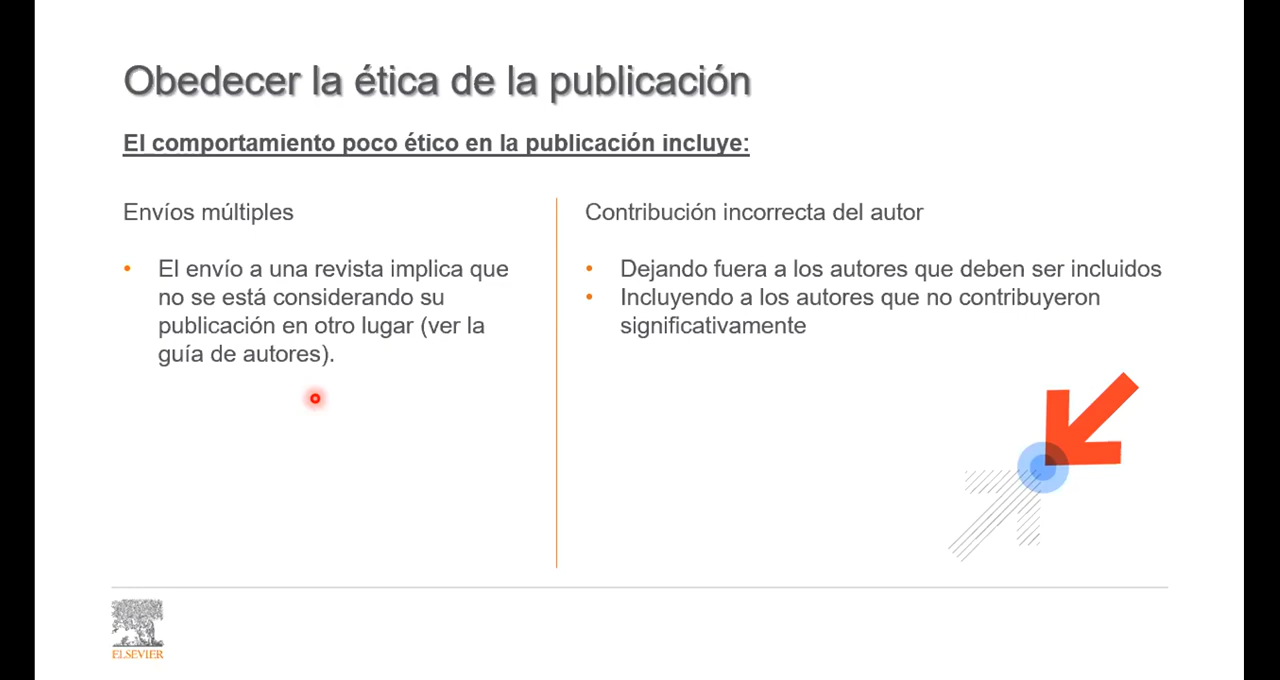 Obedecer la ética de la publicación
El comportamiento poco ético en la publicación incluye:
Envíos múltiples
• El envío a una revista implica que
no se está considerando su
publicación en otro lugar (ver la
guía de autores).
Contribución incorrecta del autor
• Dejando fuera a los autores que deben ser incluidos
• Incluyendo a los autores que no contribuyeron
significativamente
ELSEVIER